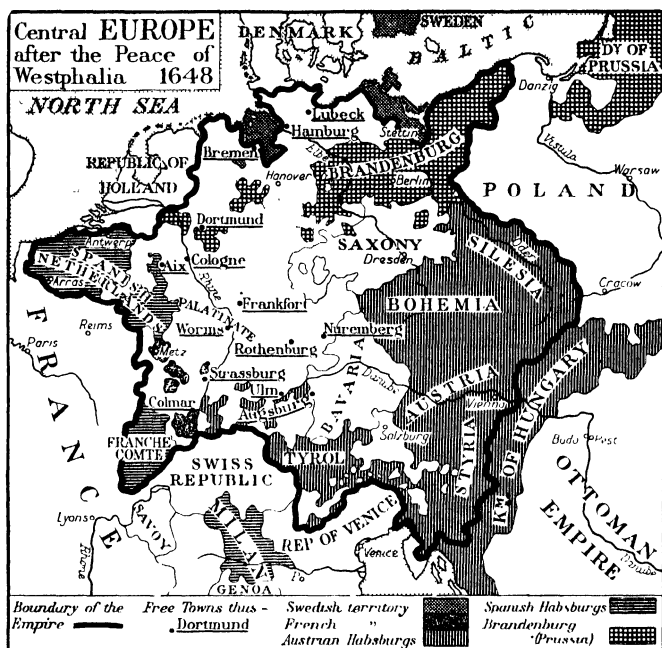 Central EUROPE
after the Peace of
Westphalia 1648
NORTH SEA
DENMARK
SWEDEN
BALTIC
DY OF
PRUSSIA
Danzig
Lubeck
Hamburg
Stettin
Vistula
REPUBLIC OF
HOLLAND
Bremen
Elbe
BRANDENBURG
Hanover
Berlin
Warsaw
POLAND
Dortmund
Antwerp
SPANISH
NETHERLANDS
Arras
Aix
Cologne
Rhine
SAXONY
Dresden
Oder
SILESIA
Cracow
PALATINATE
Frankford
BOHEMIA
Worms
Nuremberg
Reims
Paris
FRANCE
Metz
Rothenburg
Strassburg
Ulm
Augsburg
BAVARIA
Danube
AUSTRIA
Vienna
KM OF HUNGARY
Colmar
FRANCHE
COMTE
Salzburg
STYRIA
Buda Pest
SWISS
REPUBLIC
TYROL
OTTOMAN
EMPIRE
Lyons
SAVOY
MILAN
REP OF VENICE
Venice
Rhone
Po
GENOA
Danube
Boundary of the
Empire
Free Towns thus -
Dortmund
Swedish territory
French "
Austrian Habsburgs
Spanish Habsburgs
Brandenburg
(Prussia)